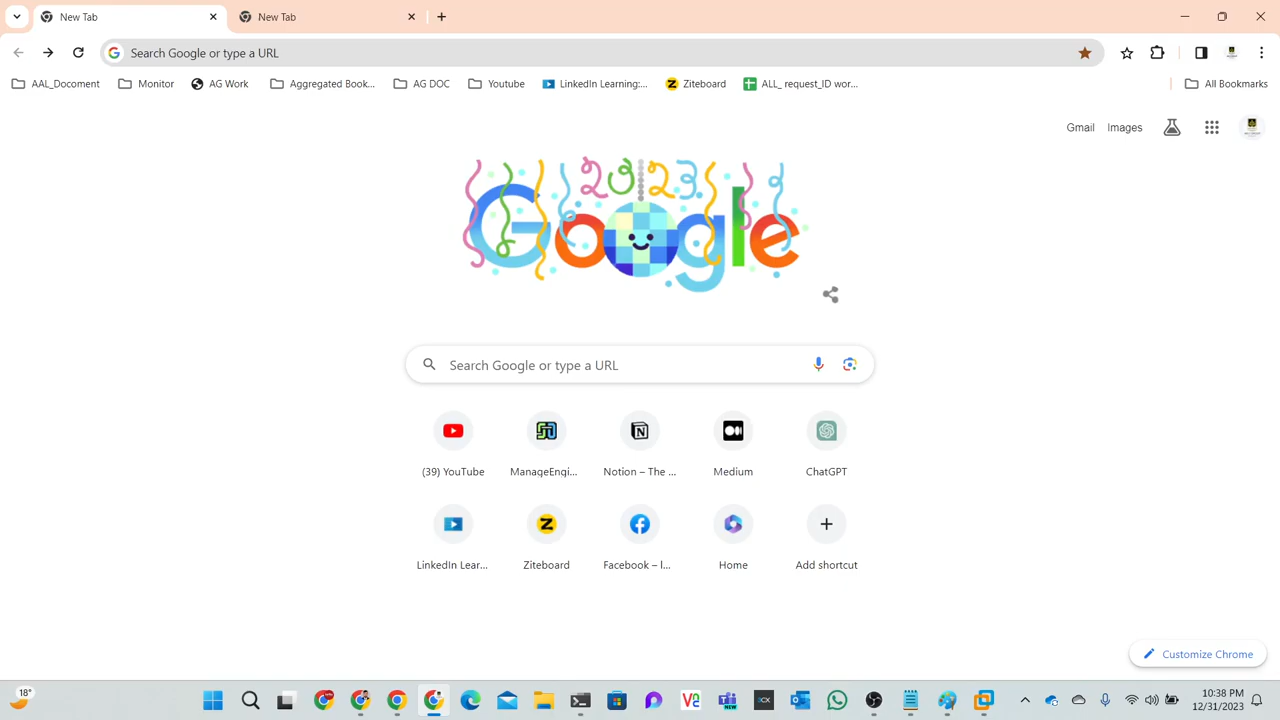 New Tab
New Tab
Search Google or type a URL
AAL_Docoment Monitor AG Work Aggregated Book... AG DOC Youtube LinkedIn Learning:... Ziteboard ALL_ request_ID wor... All Bookmarks
Gmail Images
2023
Google
Search Google or type a URL
(39) YouTube ManageEngi... Notion – The ... Medium ChatGPT
LinkedIn Lear... Ziteboard Facebook – l... Home Add shortcut
Customize Chrome
18°
10:38 PM
12/31/2023